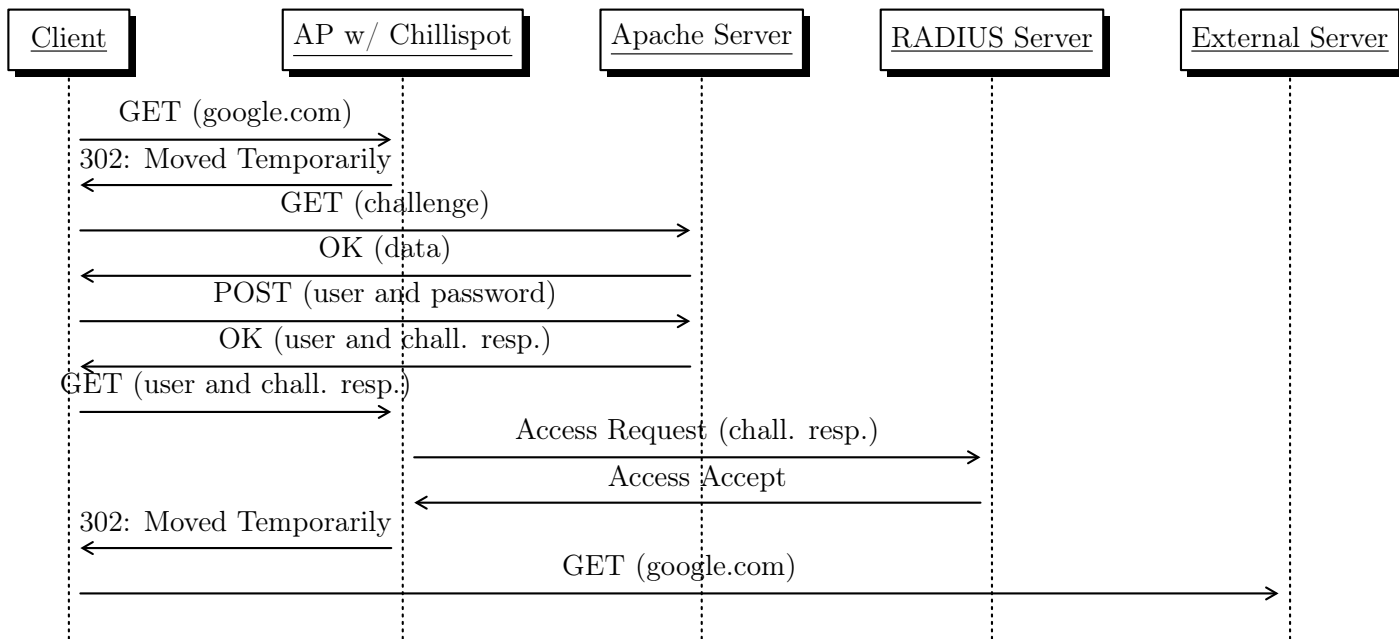 Client
AP w/ Chillispot
Apache Server
RADIUS Server
External Server
GET (google.com)
302: Moved Temporarily
GET (challenge)
OK (data)
POST (user and password)
OK (user and chall. resp.)
GET (user and chall. resp.)
Access Request (chall. resp.)
Access Accept
302: Moved Temporarily
GET (google.com)